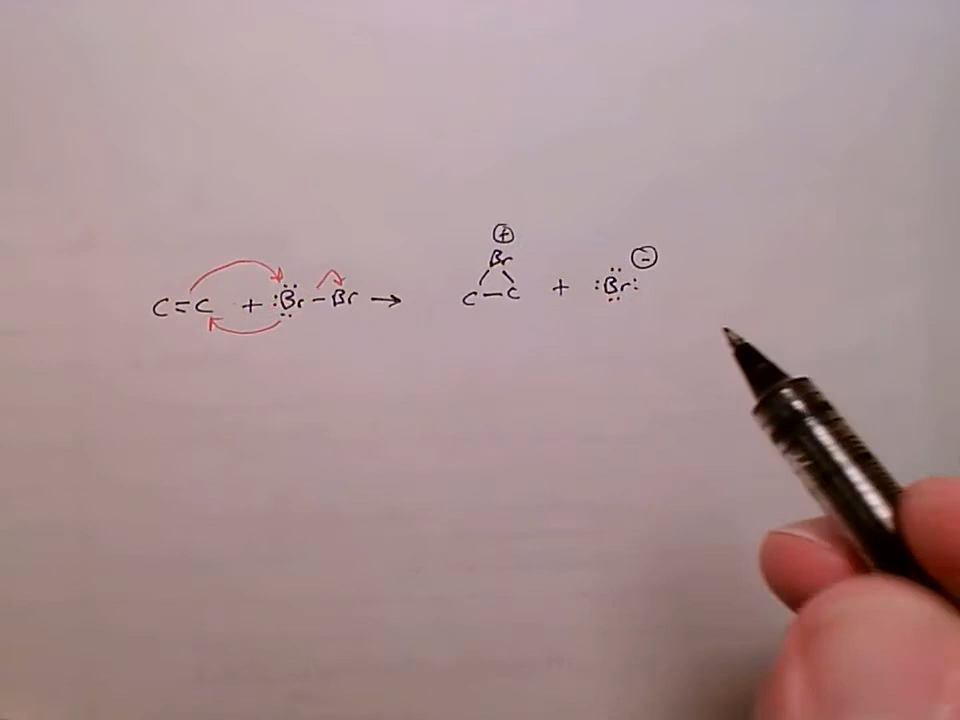 C=C + :Br-Br → C-C Br ⊕ + :Br: ⊖